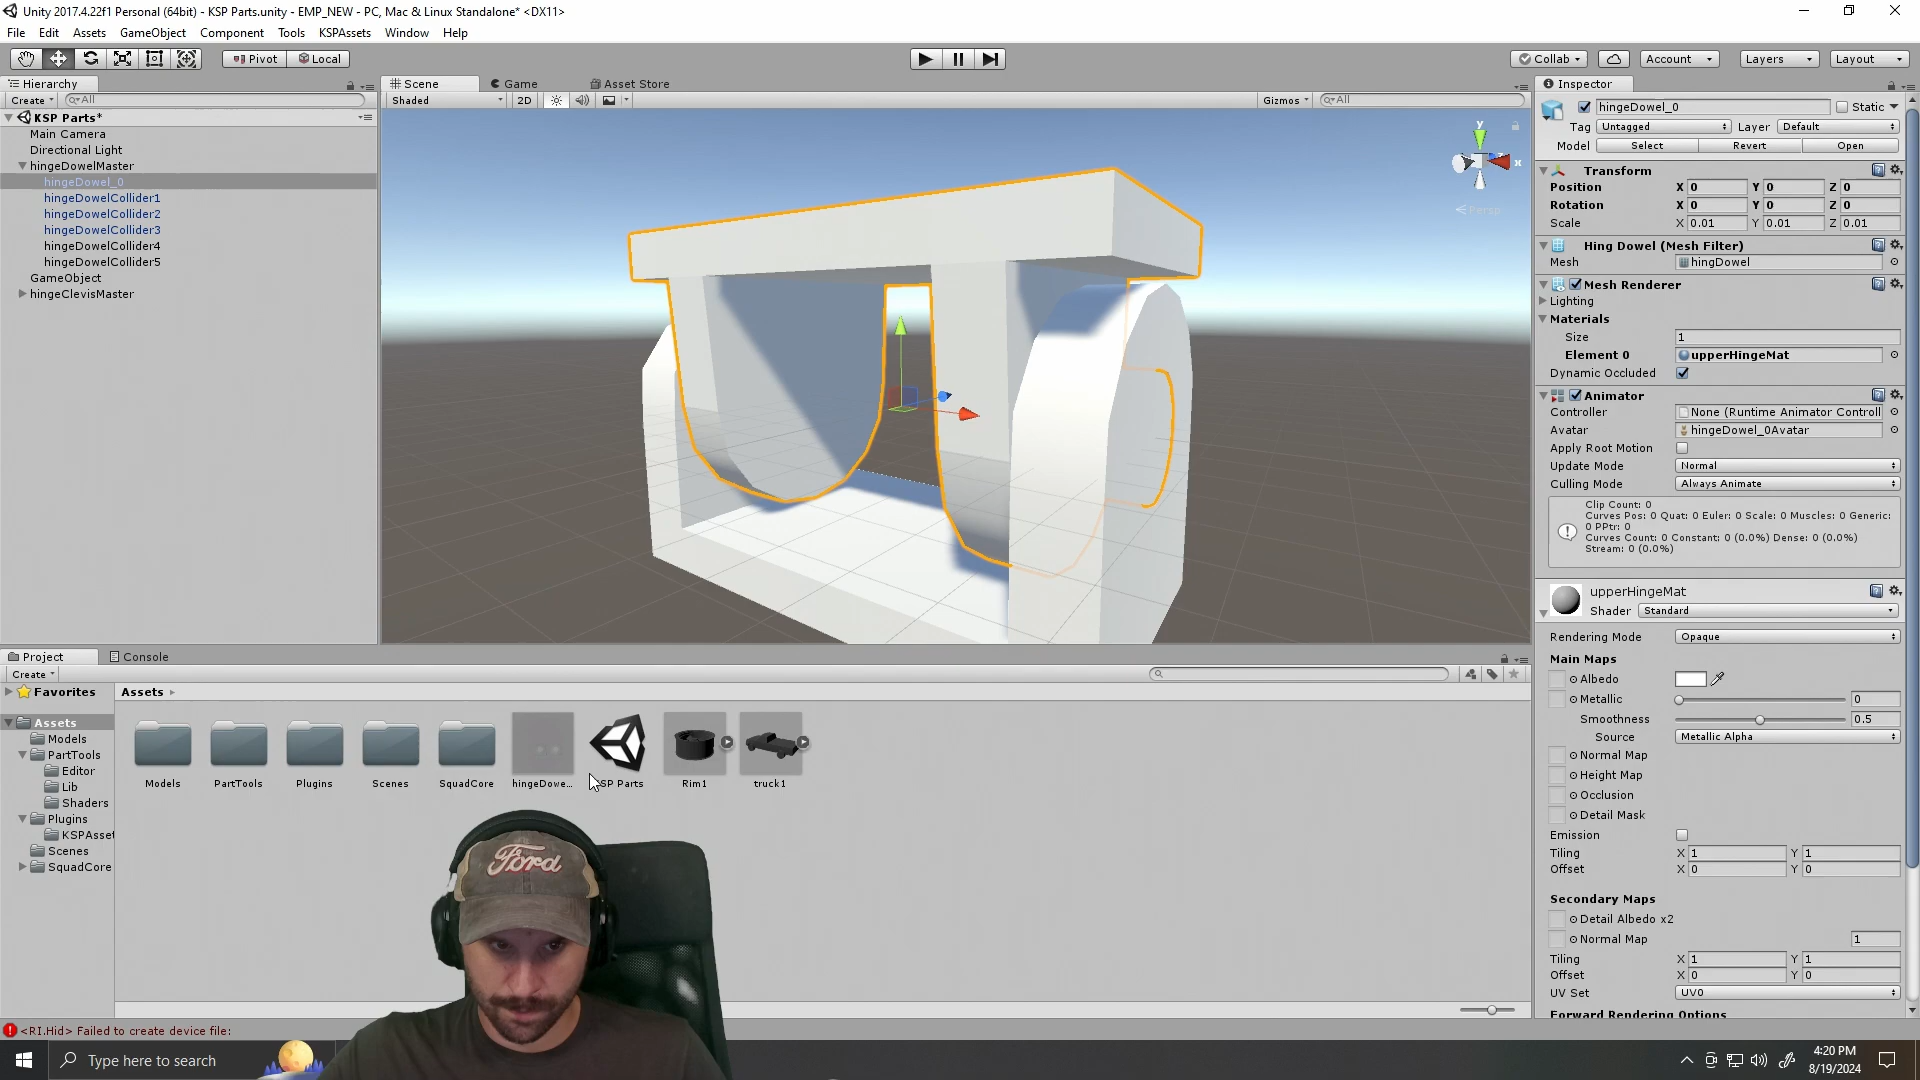 Unity 2017.4.22f1 Personal (64bit) - KSP Parts.unity - EMP_NEW - PC, Mac & Linux Standalone* <DX11>
File Edit Assets GameObject Component Tools KSPAssets Window Help
Pivot Local Collab Account Layers Layout
Hierarchy
Create All
KSP Parts*
Main Camera
Directional Light
hingeDowelMaster
hingeDowel_0
hingeDowelCollider1
hingeDowelCollider2
hingeDowelCollider3
hingeDowelCollider4
hingeDowelCollider5
GameObject
hingeClevisMaster
Scene Game Asset Store
Shaded 2D Gizmos All
y
x
Persp
Inspector
hingeDowel_0 Static
Tag Untagged Layer Default
Model Select Revert Open
Transform
Position X 0 Y 0 Z 0
Rotation X 0 Y 0 Z 0
Scale X 0.01 Y 0.01 Z 0.01
Hing Dowel (Mesh Filter)
Mesh hingDowel
Mesh Renderer
Lighting
Materials
Size 1
Element 0 upperHingeMat
Dynamic Occluded
Animator
Controller None (Runtime Animator Controll
Avatar hingeDowel_0Avatar
Apply Root Motion
Update Mode Normal
Culling Mode Always Animate
Clip Count: 0
Curves Pos: 0 Quat: 0 Euler: 0 Scale: 0 Muscles: 0 Generic:
0 PPtr: 0
Curves Count: 0 Constant: 0 (0.0%) Dense: 0 (0.0%)
Stream: 0 (0.0%)
upperHingeMat
Shader Standard
Rendering Mode Opaque
Main Maps
Albedo
Metallic 0
Smoothness 0.5
Source Metallic Alpha
Normal Map
Height Map
Occlusion
Detail Mask
Emission
Tiling X 1 Y 1
Offset X 0 Y 0
Secondary Maps
Detail Albedo x2
Normal Map 1
Tiling X 1 Y 1
Offset X 0 Y 0
UV Set UV0
Forward Rendering Options
Project Console
Create
Favorites
Assets
Models
PartTools
Editor
Lib
Shaders
Plugins
KSPAsset
Scenes
SquadCore
Assets
Models PartTools Plugins Scenes SquadCore hingeDowe... KSP Parts Rim1 truck1
Ford
<RI.Hid> Failed to create device file:
Type here to search
4:20 PM
8/19/2024